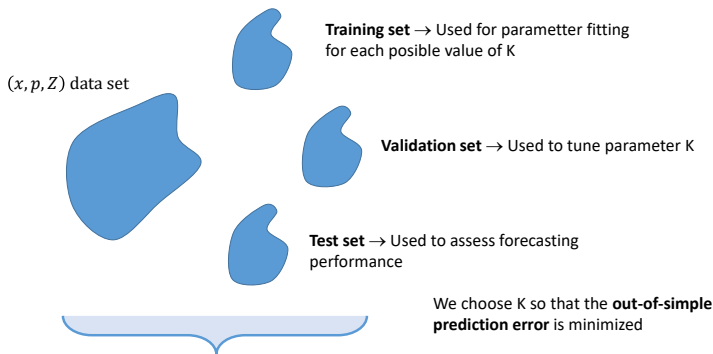 Training set → Used for parametter fitting
for each posible value of K
(x, p, Z) data set
Validation set → Used to tune parameter K
Test set → Used to assess forecasting
performance
We choose K so that the out-of-simple
prediction error is minimized